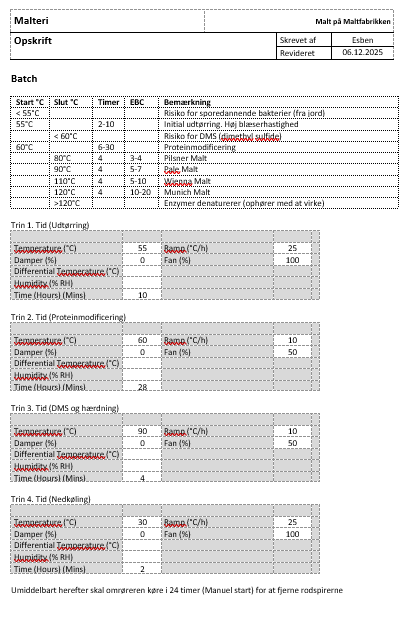 Malteri Malt på Maltfabrikken
Opskrift Skrevet af Esben
Revideret 06.12.2025
Batch
Start °C Slut °C Timer EBC Bemærkning
< 55°C Risiko for sporedannende bakterier (fra jord)
55°C 2-10 Initial udtørring. Høj blæserhastighed
< 60°C Risiko for DMS (dimethyl sulfide)
60°C 6-30 Proteinmodificering
80°C 4 3-4 Pilsner Malt
90°C 4 5-7 Pale Malt
110°C 4 5-10 Wienna Malt
120°C 4 10-20 Munich Malt
>120°C Enzymer denaturerer (ophører med at virke)
Trin 1. Tid (Udtørring)
Temperature (°C) 55 Ramp (°C/h) 25
Damper (%) 0 Fan (%) 100
Differential Temperature (°C)
Humidity (% RH)
Time (Hours) (Mins) 10
Trin 2. Tid (Proteinmodificering)
Temperature (°C) 60 Ramp (°C/h) 10
Damper (%) 0 Fan (%) 50
Differential Temperature (°C)
Humidity (% RH)
Time (Hours) (Mins) 28
Trin 3. Tid (DMS og hærdning)
Temperature (°C) 90 Ramp (°C/h) 10
Damper (%) 0 Fan (%) 50
Differential Temperature (°C)
Humidity (% RH)
Time (Hours) (Mins) 4
Trin 4. Tid (Nedkøling)
Temperature (°C) 30 Ramp (°C/h) 25
Damper (%) 0 Fan (%) 100
Differential Temperature (°C)
Humidity (% RH)
Time (Hours) (Mins) 2
Umiddelbart herefter skal omrøreren køre i 24 timer (Manuel start) for at fjerne rodspirerne